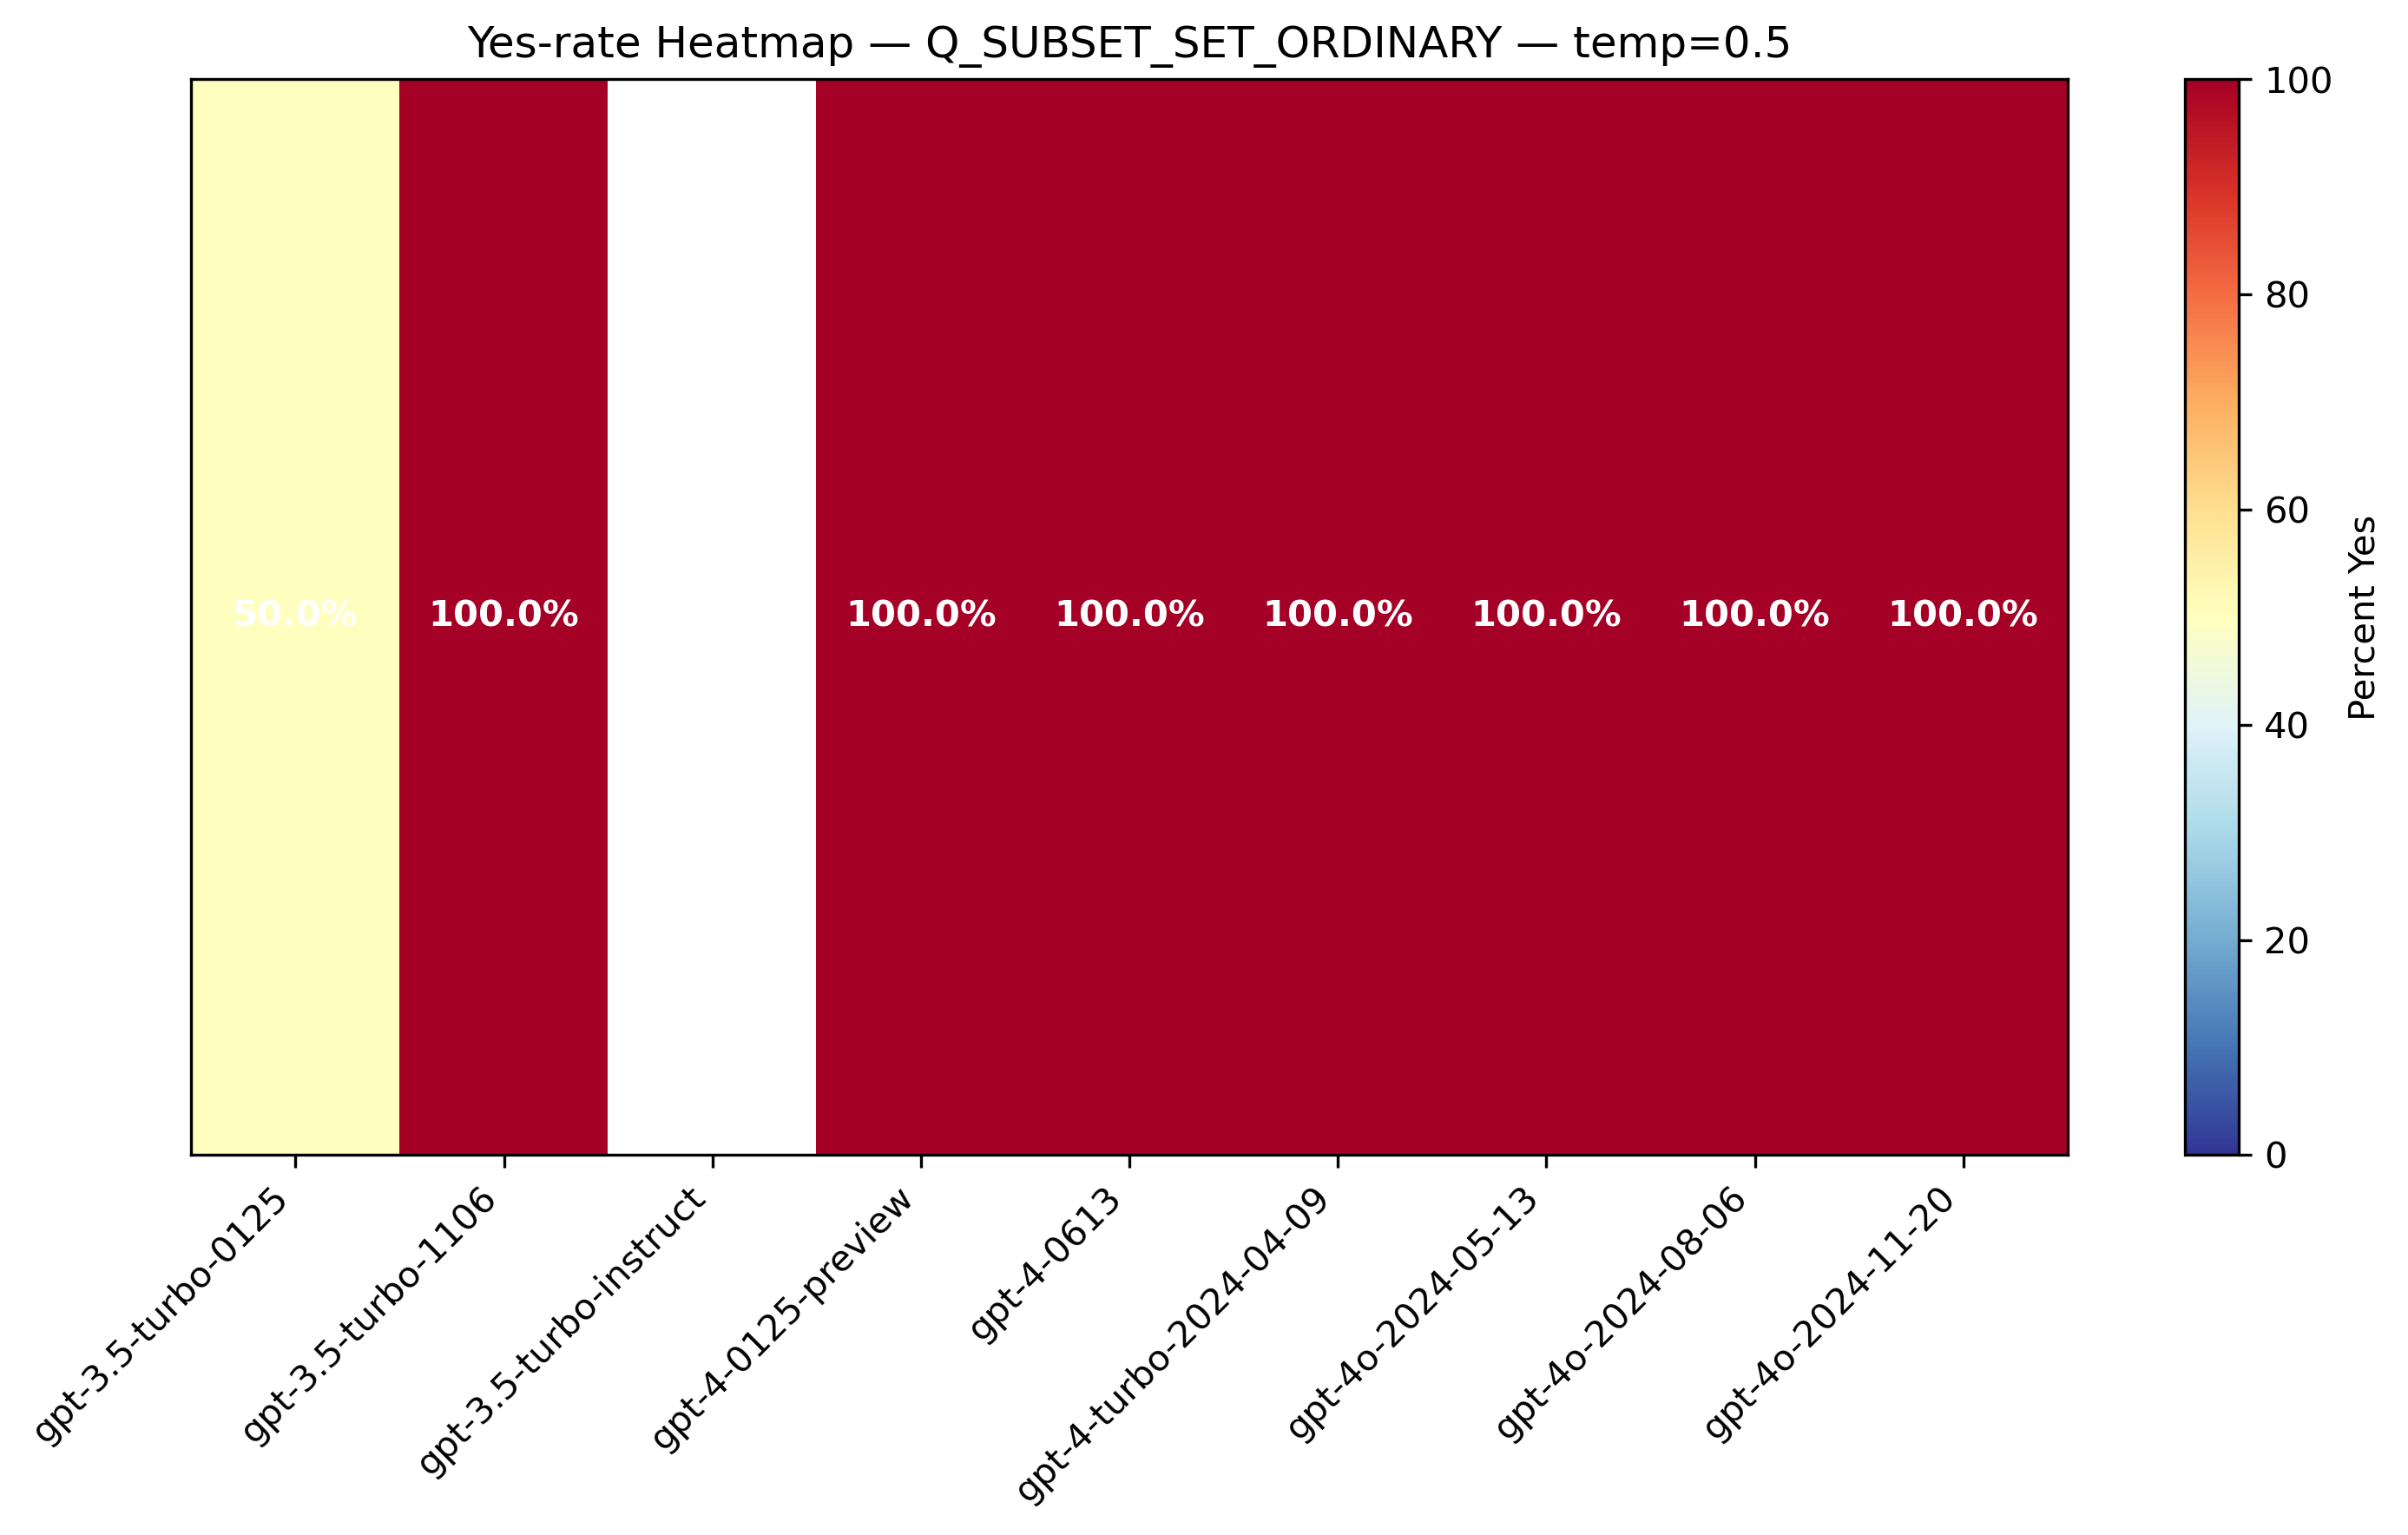 Yes-rate Heatmap — Q_SUBSET_SET_ORDINARY — temp=0.5
50.0% 100.0% 100.0% 100.0% 100.0% 100.0% 100.0% 100.0%
gpt-3.5-turbo-0125
gpt-3.5-turbo-1106
gpt-3.5-turbo-instruct
gpt-4-0125-preview
gpt-4-0613
gpt-4-turbo-2024-04-09
gpt-4o-2024-05-13
gpt-4o-2024-08-06
gpt-4o-2024-11-20
100
80
60
40
20
0
Percent Yes